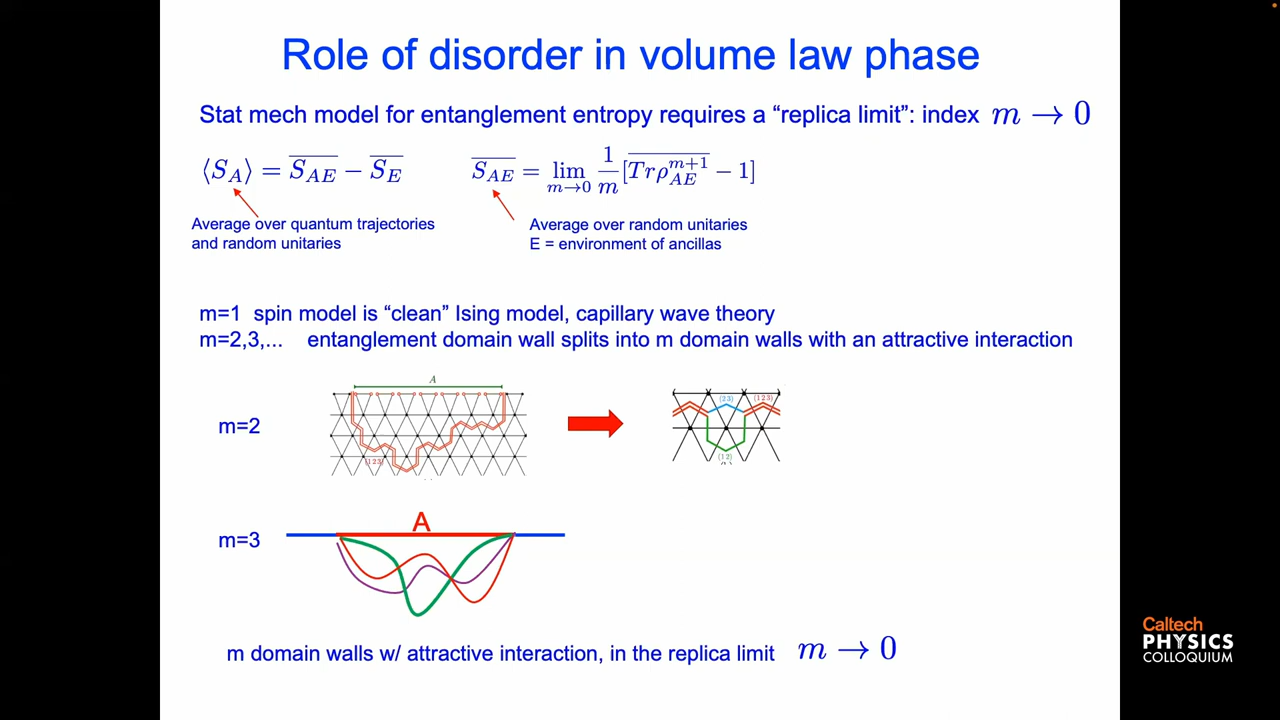 Role of disorder in volume law phase
Stat mech model for entanglement entropy requires a “replica limit”: index m → 0
⟨S_A⟩ = \overline{S_{AE}} − \overline{S_E}
\overline{S_{AE}} = \lim_{m→0} \frac{1}{m}[\overline{Trρ_{AE}^{m+1}} − 1]
Average over quantum trajectories
and random unitaries
Average over random unitaries
E = environment of ancillas
m=1 spin model is “clean” Ising model, capillary wave theory
m=2,3,... entanglement domain wall splits into m domain walls with an attractive interaction
m=2
A
(123)
(23)
(123)
(12)
m=3
A
m domain walls w/ attractive interaction, in the replica limit m → 0
Caltech
PHYSICS
COLLOQUIUM